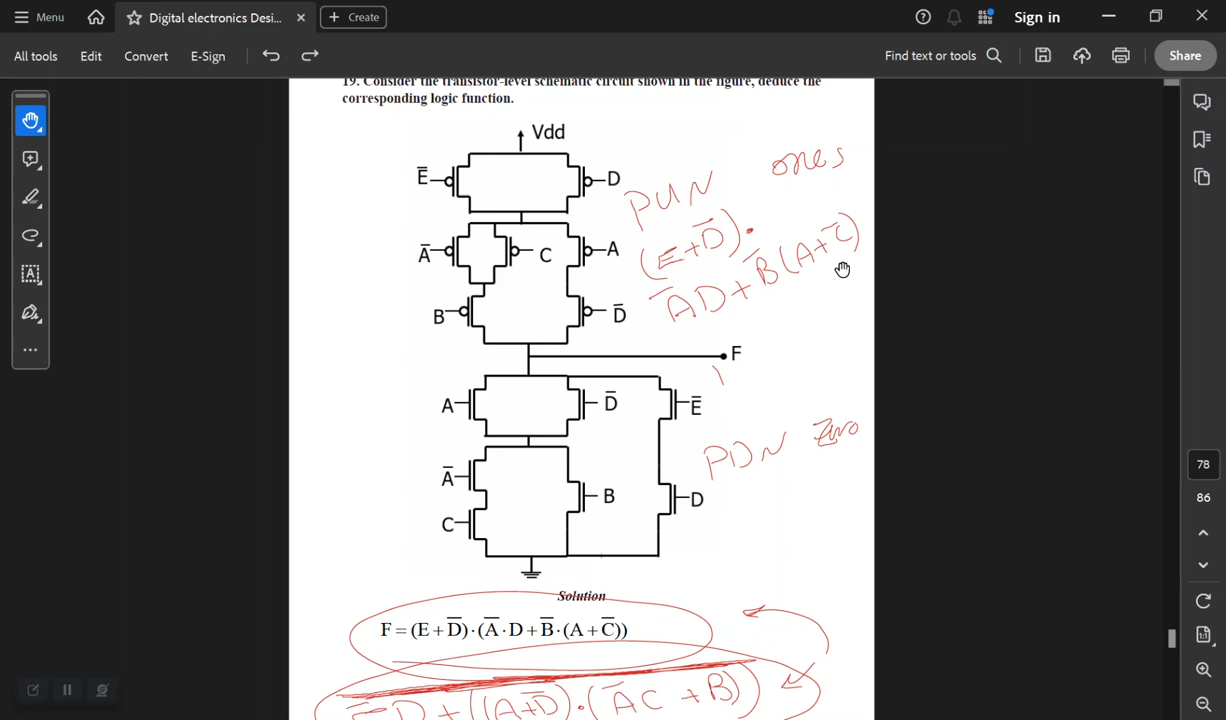 Menu
Digital electronics Desi...
Create
Sign in
All tools
Edit
Convert
E-Sign
Find text or tools
Share
19. Consider the transistor-level schematic circuit shown in the figure, deduce the
corresponding logic function.
Vdd
E̅
D
PUN
ones
A̅
C
A
(E+D̅)·
B
D̅
A̅D+B̅(A+C̅)
F
A
D̅
E̅
PDN
Zero
A̅
B
D
C
Solution
F = (E + D̅) · (A̅ · D + B̅ · (A + C̅))
E̅D + ((A+D̅)·(A̅C + B)
78
86